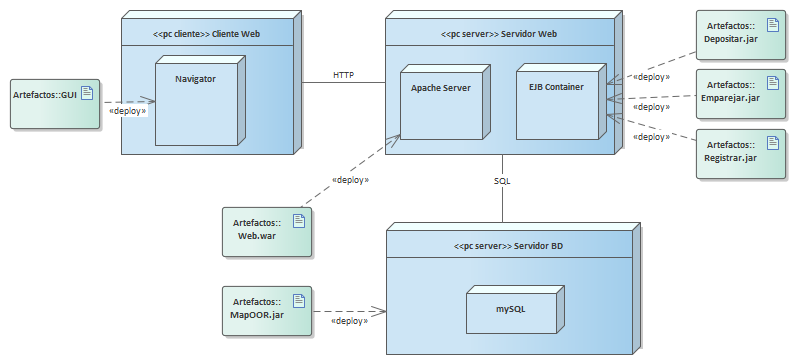 <<pc cliente>> Cliente Web
Navigator
Artefactos::GUI
«deploy»
HTTP
<<pc server>> Servidor Web
Apache Server
EJB Container
Artefactos::
Depositar.jar
«deploy»
Artefactos::
Emparejar.jar
«deploy»
Artefactos::
Registrar.jar
«deploy»
«deploy»
SQL
Artefactos::
Web.war
<<pc server>> Servidor BD
mySQL
Artefactos::
MapOOR.jar
«deploy»